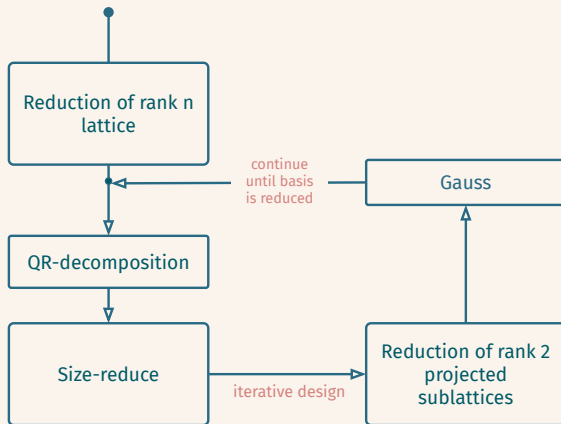 Reduction of rank n
lattice
continue
until basis
is reduced
Gauss
QR-decomposition
Size-reduce
iterative design
Reduction of rank 2
projected
sublattices